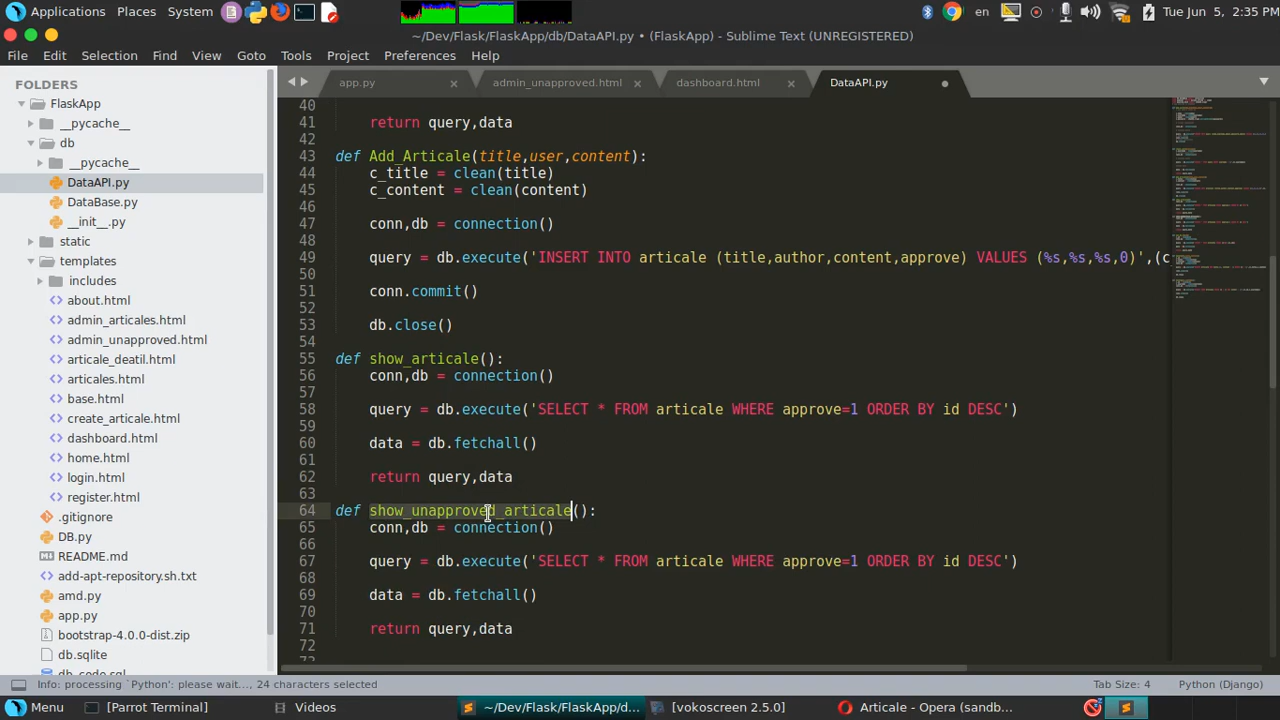 Applications Places System en Tue Jun 5, 2:35 PM
~/Dev/Flask/FlaskApp/db/DataAPI.py • (FlaskApp) - Sublime Text (UNREGISTERED)
File Edit Selection Find View Goto Tools Project Preferences Help
FOLDERS
FlaskApp
__pycache__
db
__pycache__
DataAPI.py
DataBase.py
__init__.py
static
templates
includes
about.html
admin_articales.html
admin_unapproved.html
articale_deatil.html
articales.html
base.html
create_articale.html
dashboard.html
home.html
login.html
register.html
.gitignore
DB.py
README.md
add-apt-repository.sh.txt
amd.py
app.py
bootstrap-4.0.0-dist.zip
db.sqlite
db_code.sql
app.py admin_unapproved.html dashboard.html DataAPI.py
40
41 return query,data
42
43 def Add_Articale(title,user,content):
44 c_title = clean(title)
45 c_content = clean(content)
46
47 conn,db = connection()
48
49 query = db.execute('INSERT INTO articale (title,author,content,approve) VALUES (%s,%s,%s,0)',(c
50
51 conn.commit()
52
53 db.close()
54
55 def show_articale():
56 conn,db = connection()
57
58 query = db.execute('SELECT * FROM articale WHERE approve=1 ORDER BY id DESC')
59
60 data = db.fetchall()
61
62 return query,data
63
64 def show_unapproved_articale():
65 conn,db = connection()
66
67 query = db.execute('SELECT * FROM articale WHERE approve=1 ORDER BY id DESC')
68
69 data = db.fetchall()
70
71 return query,data
72
Info: processing `Python': please wait..., 24 characters selected Tab Size: 4 Python (Django)
Menu [Parrot Terminal] Videos ~/Dev/Flask/FlaskApp/d... [vokoscreen 2.5.0] Articale - Opera (sandb...